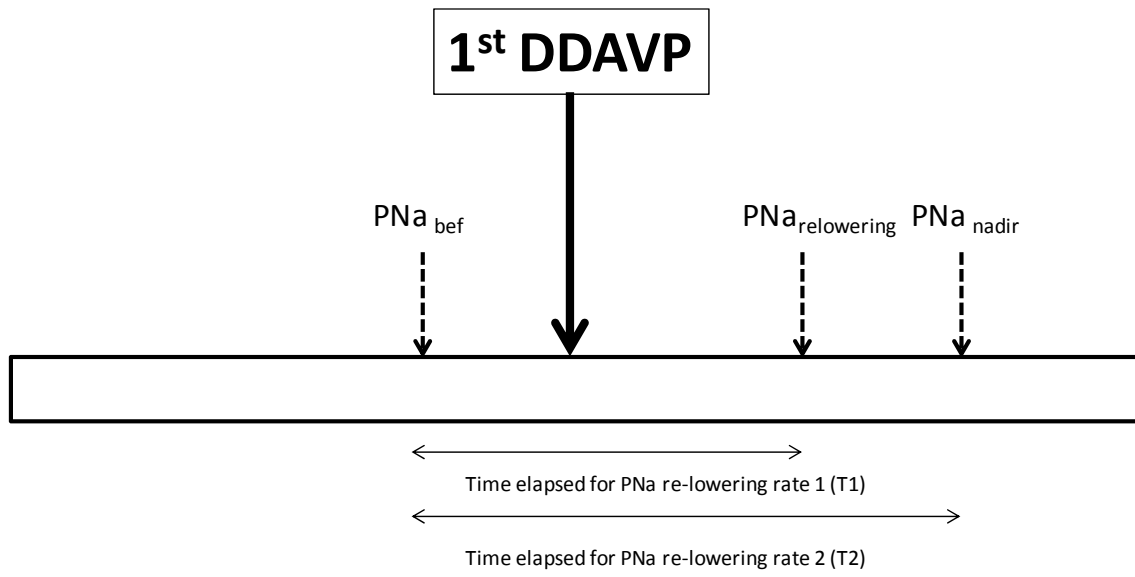 1st DDAVP
PNa bef
PNa relowering
PNa nadir
Time elapsed for PNa re-lowering rate 1 (T1)
Time elapsed for PNa re-lowering rate 2 (T2)